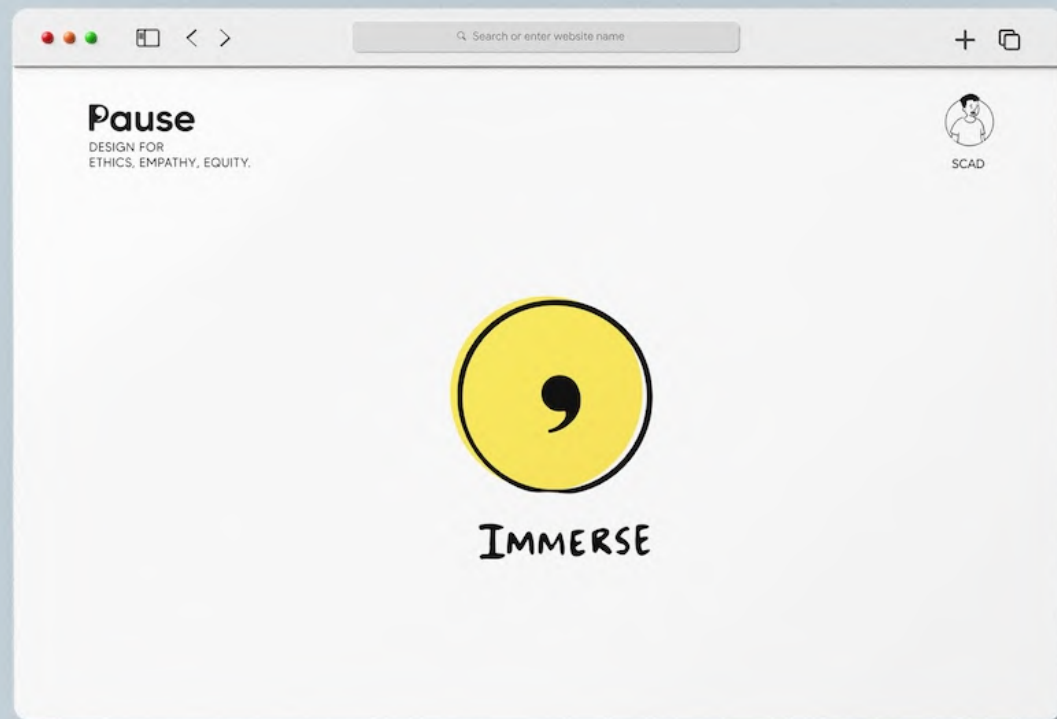 Search or enter website name
Pause
DESIGN FOR
ETHICS, EMPATHY, EQUITY.
SCAD
,
IMMERSE